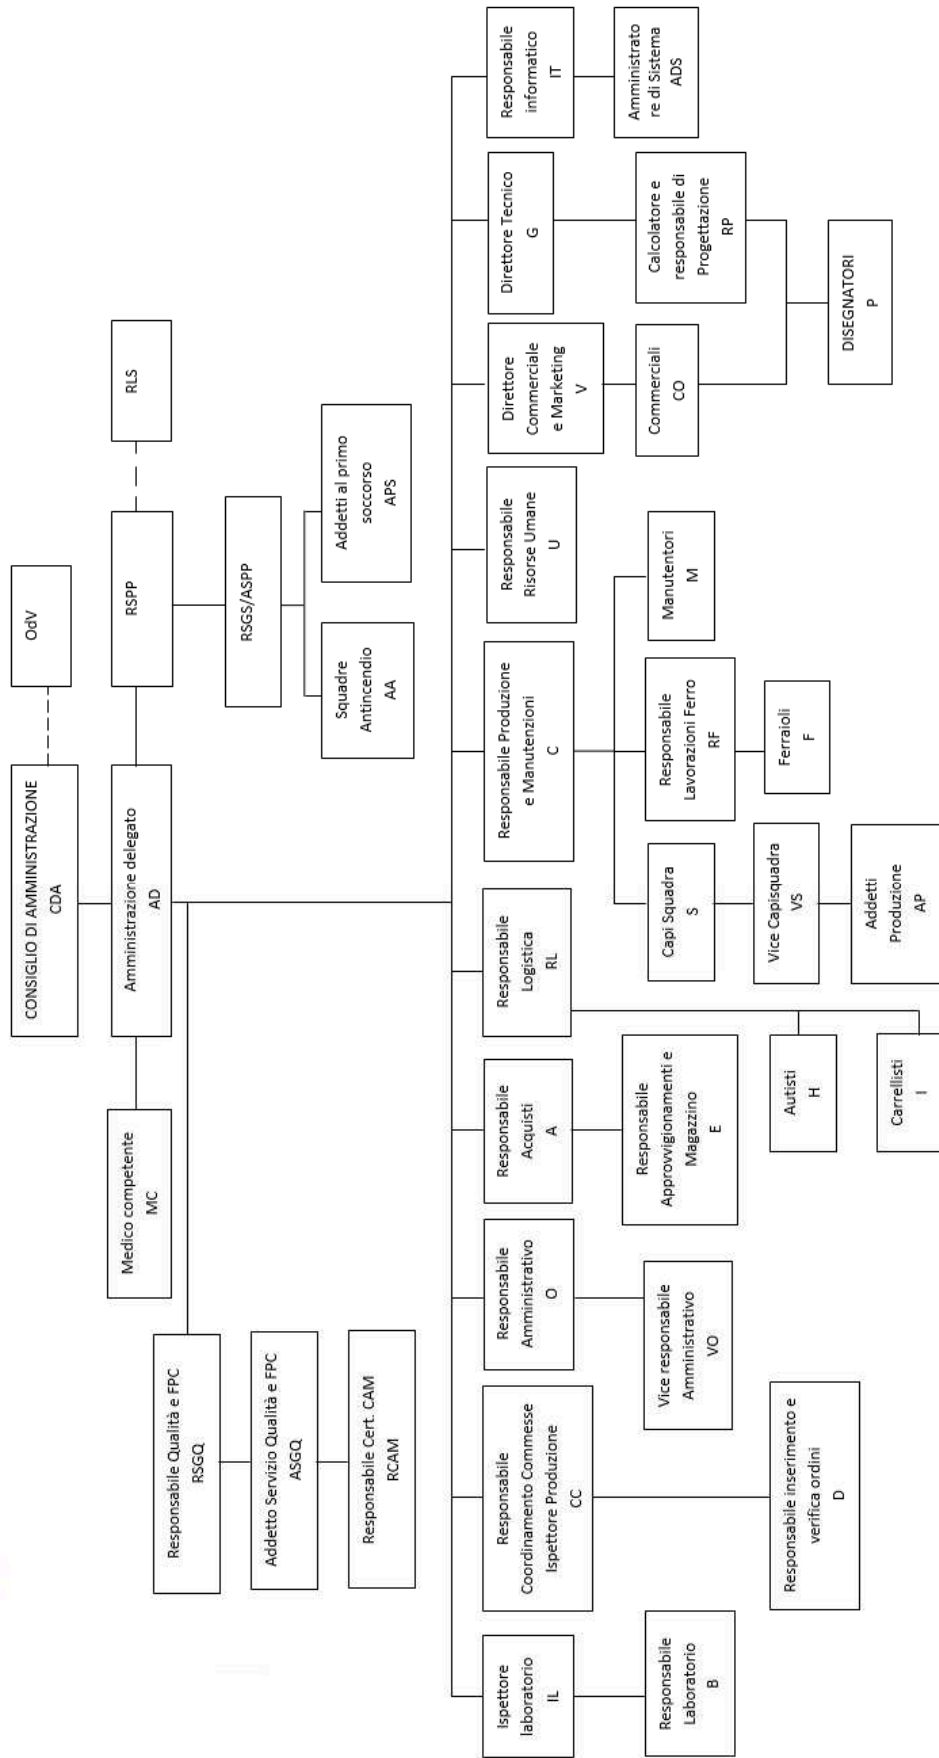 CONSIGLIO DI AMMINISTRAZIONE
CDA
OdV
Medico competente
MC
Amministratore delegato
AD
RSPP
RLS
Responsabile Qualità e FPC
RSGQ
Addetto Servizio Qualità e FPC
ASGQ
Responsabile Cert. CAM
RCAM
RSGS/ASPP
Squadre
Antincendio
AA
Addetti al primo
soccorso
APS
Ispettore
laboratorio
IL
Responsabile
Coordinamento Commesse
Ispettore Produzione
CC
Responsabile
Amministrativo
O
Responsabile
Acquisti
A
Responsabile
Logistica
RL
Responsabile Produzione
e Manutenzioni
C
Responsabile
Risorse Umane
U
Direttore
Commerciale
e Marketing
V
Direttore Tecnico
G
Responsabile
informatico
IT
Responsabile
Laboratorio
B
Responsabile inserimento e
verifica ordini
D
Vice responsabile
Amministrativo
VO
Responsabile
Approvvigionamenti e
Magazzino
E
Autisti
H
Carrellisti
I
Capi Squadra
S
Vice Capisquadra
VS
Addetti
Produzione
AP
Responsabile
Lavorazioni Ferro
RF
Ferraioli
F
Manutentori
M
Commerciali
CO
Calcolatore e
responsabile di
Progettazione
RP
DISEGNATORI
P
Amministrato
re di Sistema
ADS